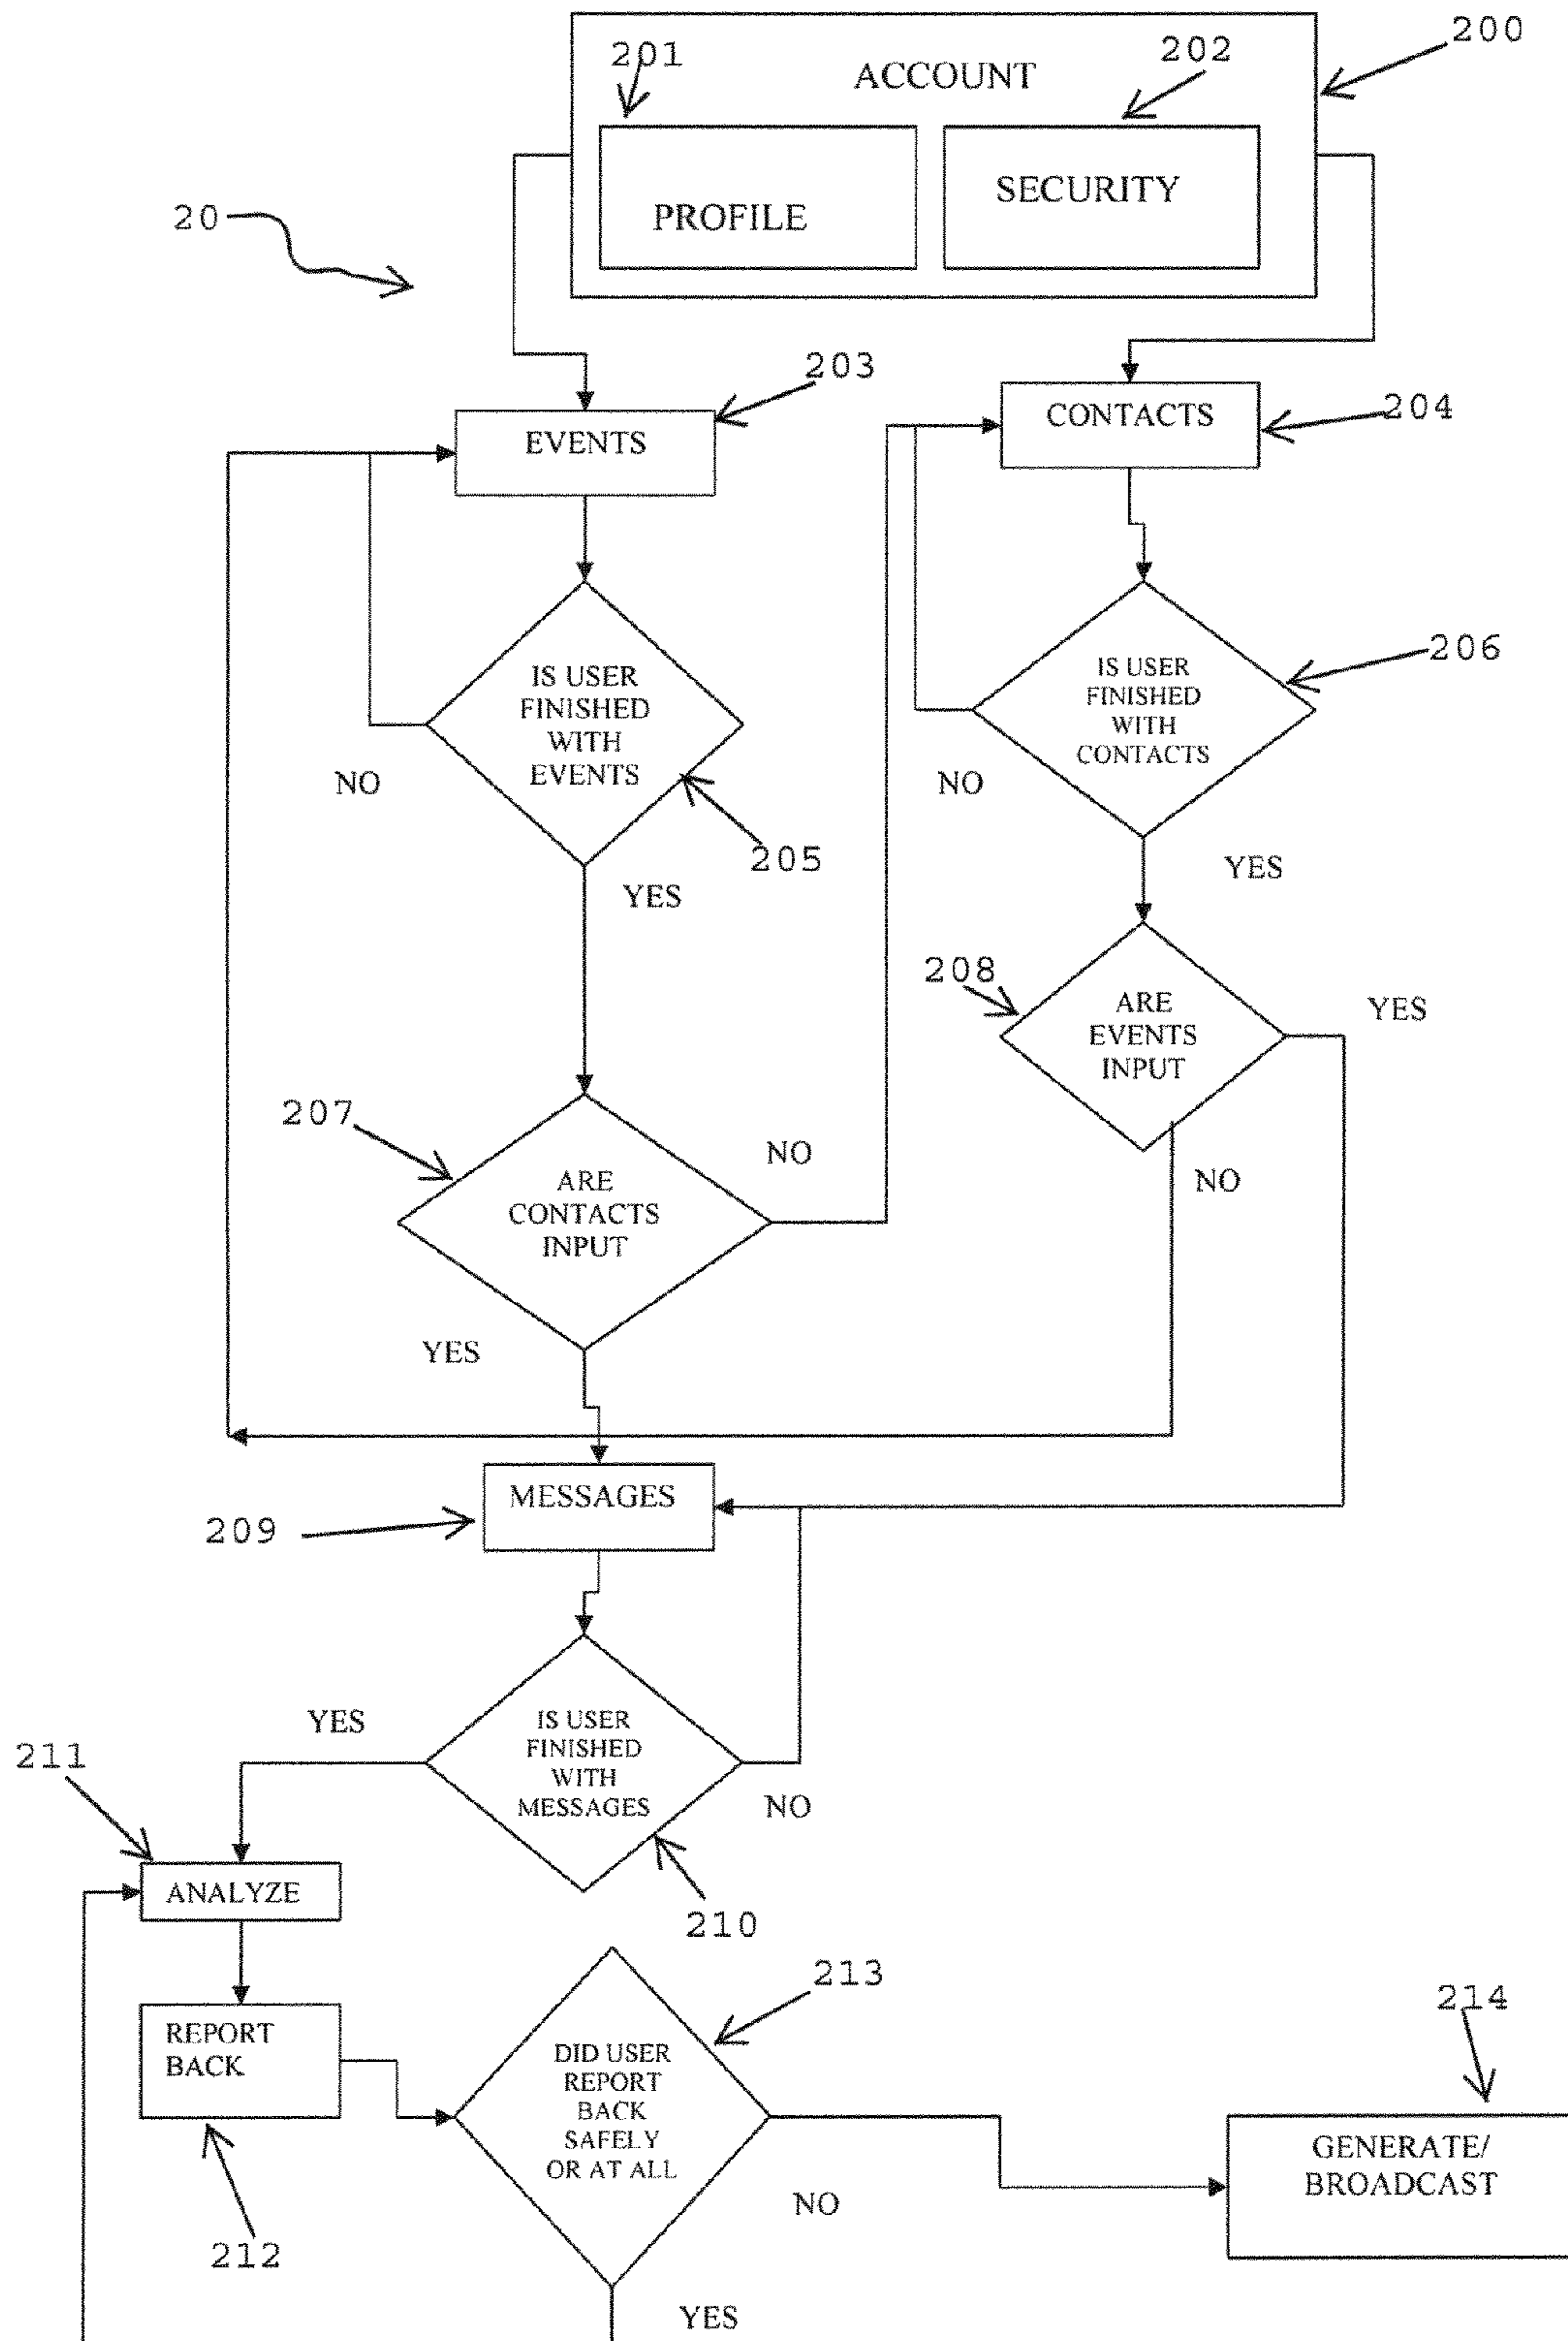 200
201
202
ACCOUNT
PROFILE
SECURITY
20
203
EVENTS
CONTACTS
204
IS USER
FINISHED
WITH
EVENTS
NO
205
YES
IS USER
FINISHED
WITH
CONTACTS
206
NO
YES
208
ARE
EVENTS
INPUT
YES
NO
207
ARE
CONTACTS
INPUT
NO
YES
MESSAGES
209
IS USER
FINISHED
WITH
MESSAGES
YES
NO
210
211
ANALYZE
REPORT
BACK
212
213
DID USER
REPORT
BACK
SAFELY
OR AT ALL
NO
YES
214
GENERATE/
BROADCAST